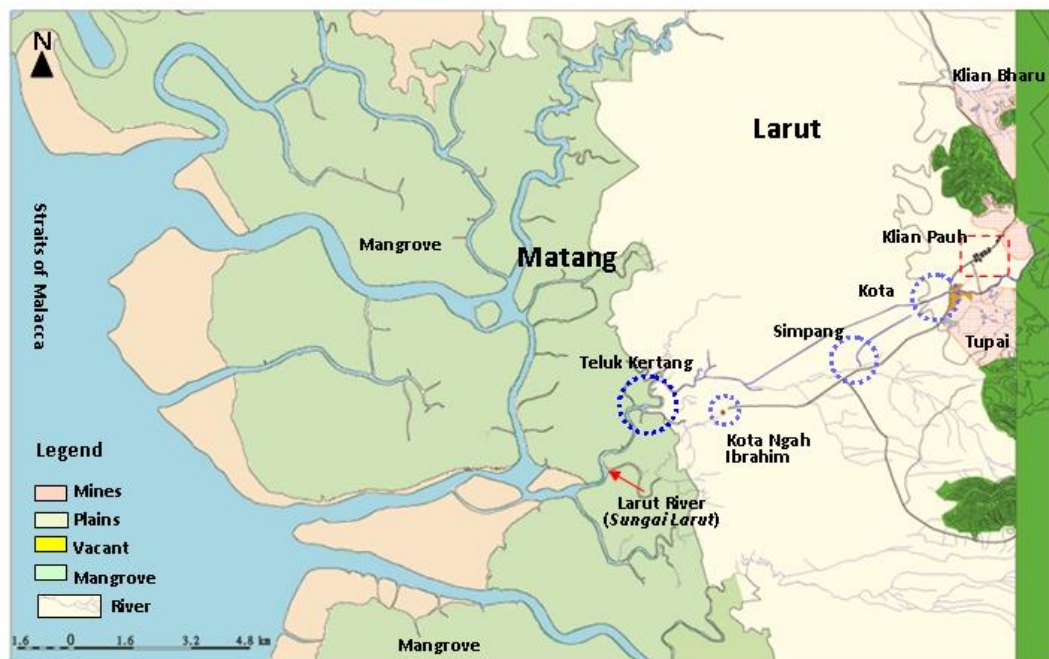 N
Klian Bharu
Larut
Straits of Malacca
Mangrove
Matang
Klian Pauh
Kota
Simpang
Tupai
Teluk Kertang
Kota Ngah
Ibrahim
Legend
Mines
Plains
Vacant
Mangrove
River
Larut River
(Sungai Larut)
1.6 0 1.6 3.2 4.8 km
Mangrove